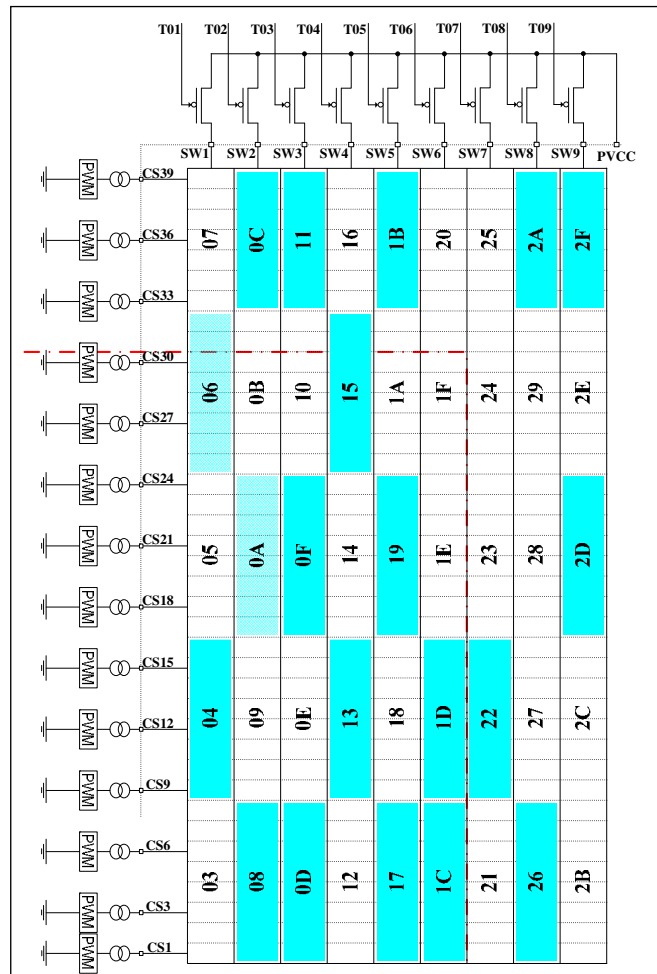 T01 T02 T03 T04 T05 T06 T07 T08 T09
SW1 SW2 SW3 SW4 SW5 SW6 SW7 SW8 SW9 PVCC
PWM CS39
07 0C 11 16 1B 20 25 2A 2F
PWM CS36
PWM CS33
PWM CS30
06 0B 10 15 1A 1F 24 29 2E
PWM CS27
PWM CS24
05 0A 0F 14 19 1E 23 28 2D
PWM CS21
PWM CS18
PWM CS15
04 09 0E 13 18 1D 22 27 2C
PWM CS12
PWM CS9
PWM CS6
03 08 0D 12 17 1C 21 26 2B
PWM CS3
PWM CS1